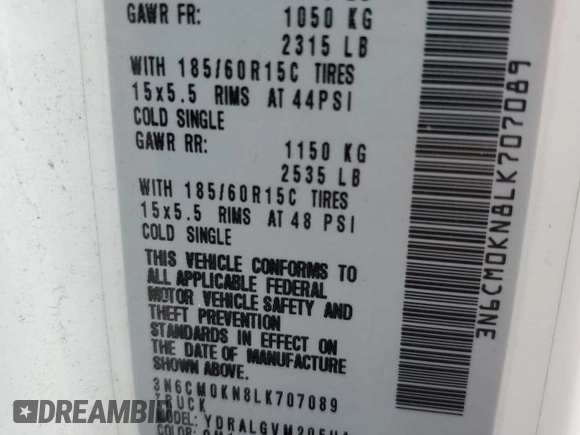 GAWR FR: 1050 KG
2315 LB
WITH 185/60R15C TIRES
15x5.5 RIMS AT 44PSI
COLD SINGLE
GAWR RR: 1150 KG
2535 LB
WITH 185/60R15C TIRES
15x5.5 RIMS AT 48 PSI
COLD SINGLE
THIS VEHICLE CONFORMS TO
ALL APPLICABLE FEDERAL
MOTOR VEHICLE SAFETY AND
THEFT PREVENTION
STANDARDS IN EFFECT ON
THE DATE OF MANUFACTURE
SHOWN ABOVE.
3N6CM0KN8LK707089
TRUCK
MODEL:
COLOR:
3N6CM0KN8LK707089
DREAMBID